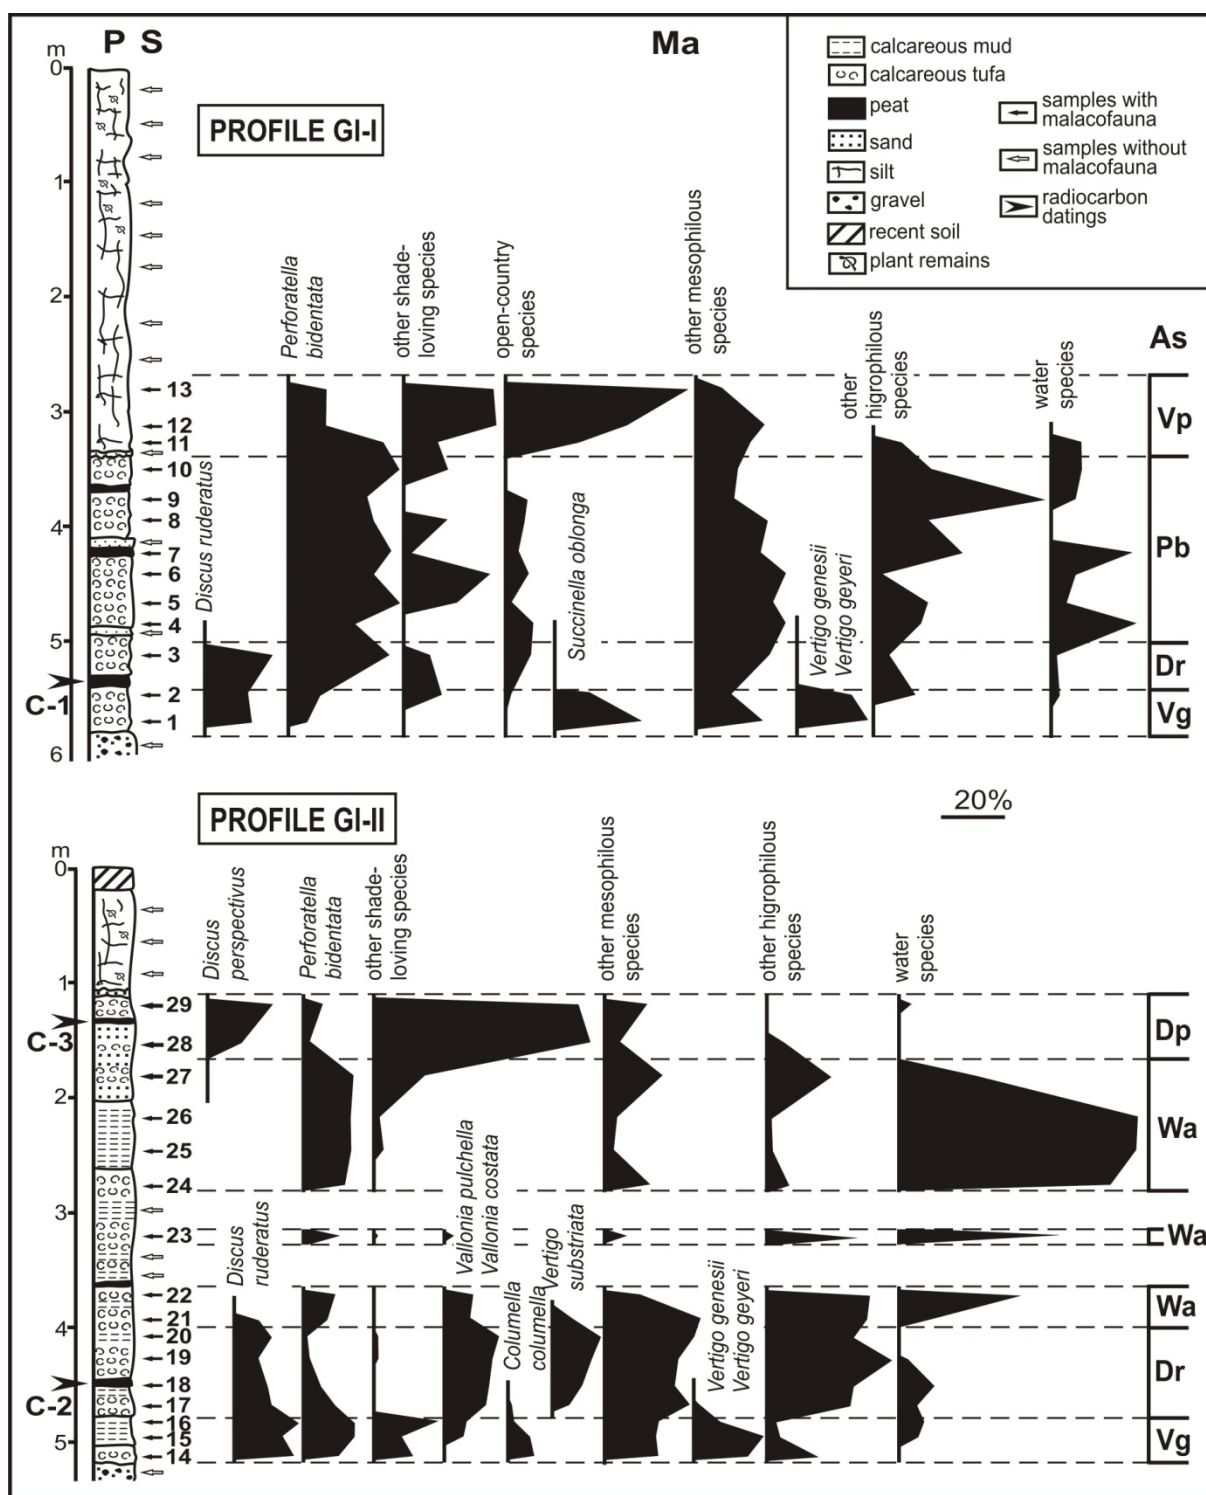 m
P S
Ma
calcareous mud
calcareous tufa
peat
sand
silt
gravel
recent soil
plant remains
samples with
malacofauna
samples without
malacofauna
radiocarbon
datings
PROFILE GI-I
0
1
2
3
4
5
6
C-1
13
12
11
10
9
8
7
6
5
4
3
2
1
Discus ruderatus
Perforatella
bidentata
other shade-
loving species
open-country
species
Succinella oblonga
other mesophilous
species
Vertigo genesii
Vertigo geyeri
other
higrophilous
species
water
species
As
Vp
Pb
Dr
Vg
PROFILE GI-II
20%
m
0
1
2
3
4
5
C-3
C-2
29
28
27
26
25
24
23
22
21
20
19
18
17
16
15
14
Discus
perspectivus
Perforatella
bidentata
other shade-
loving species
other mesophilous
species
other higrophilous
species
water
species
Discus
ruderatus
Vallonia pulchella
Vallonia costata
Columella
columella
Vertigo
substriata
Vertigo genesii
Vertigo geyeri
Dp
Wa
Wa
Wa
Dr
Vg